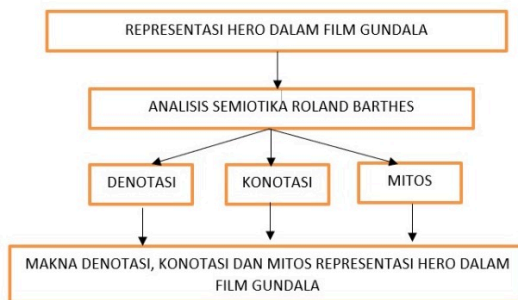 REPRESENTASI HERO DALAM FILM GUNDALA
ANALISIS SEMIOTIKA ROLAND BARTHES
DENOTASI
KONOTASI
MITOS
MAKNA DENOTASI, KONOTASI DAN MITOS REPRESENTASI HERO DALAM
FILM GUNDALA